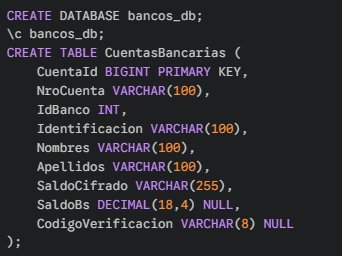 CREATE DATABASE bancos_db;
\c bancos_db;
CREATE TABLE CuentasBancarias (
    CuentaId BIGINT PRIMARY KEY,
    NroCuenta VARCHAR(100),
    IdBanco INT,
    Identificacion VARCHAR(100),
    Nombres VARCHAR(100),
    Apellidos VARCHAR(100),
    SaldoCifrado VARCHAR(255),
    SaldoBs DECIMAL(18,4) NULL,
    CodigoVerificacion VARCHAR(8) NULL
);